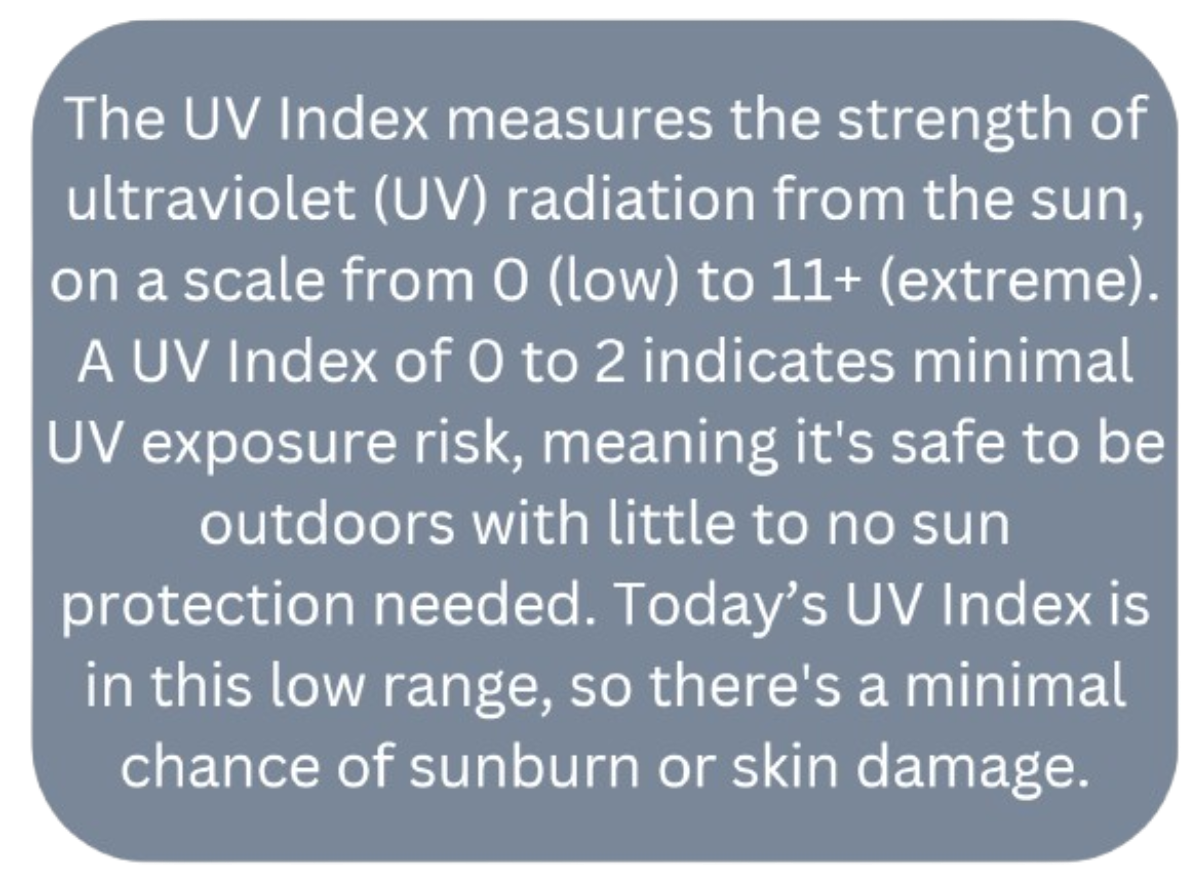 The UV Index measures the strength of
ultraviolet (UV) radiation from the sun,
on a scale from 0 (low) to 11+ (extreme).
A UV Index of 0 to 2 indicates minimal
UV exposure risk, meaning it's safe to be
outdoors with little to no sun
protection needed. Today’s UV Index is
in this low range, so there's a minimal
chance of sunburn or skin damage.